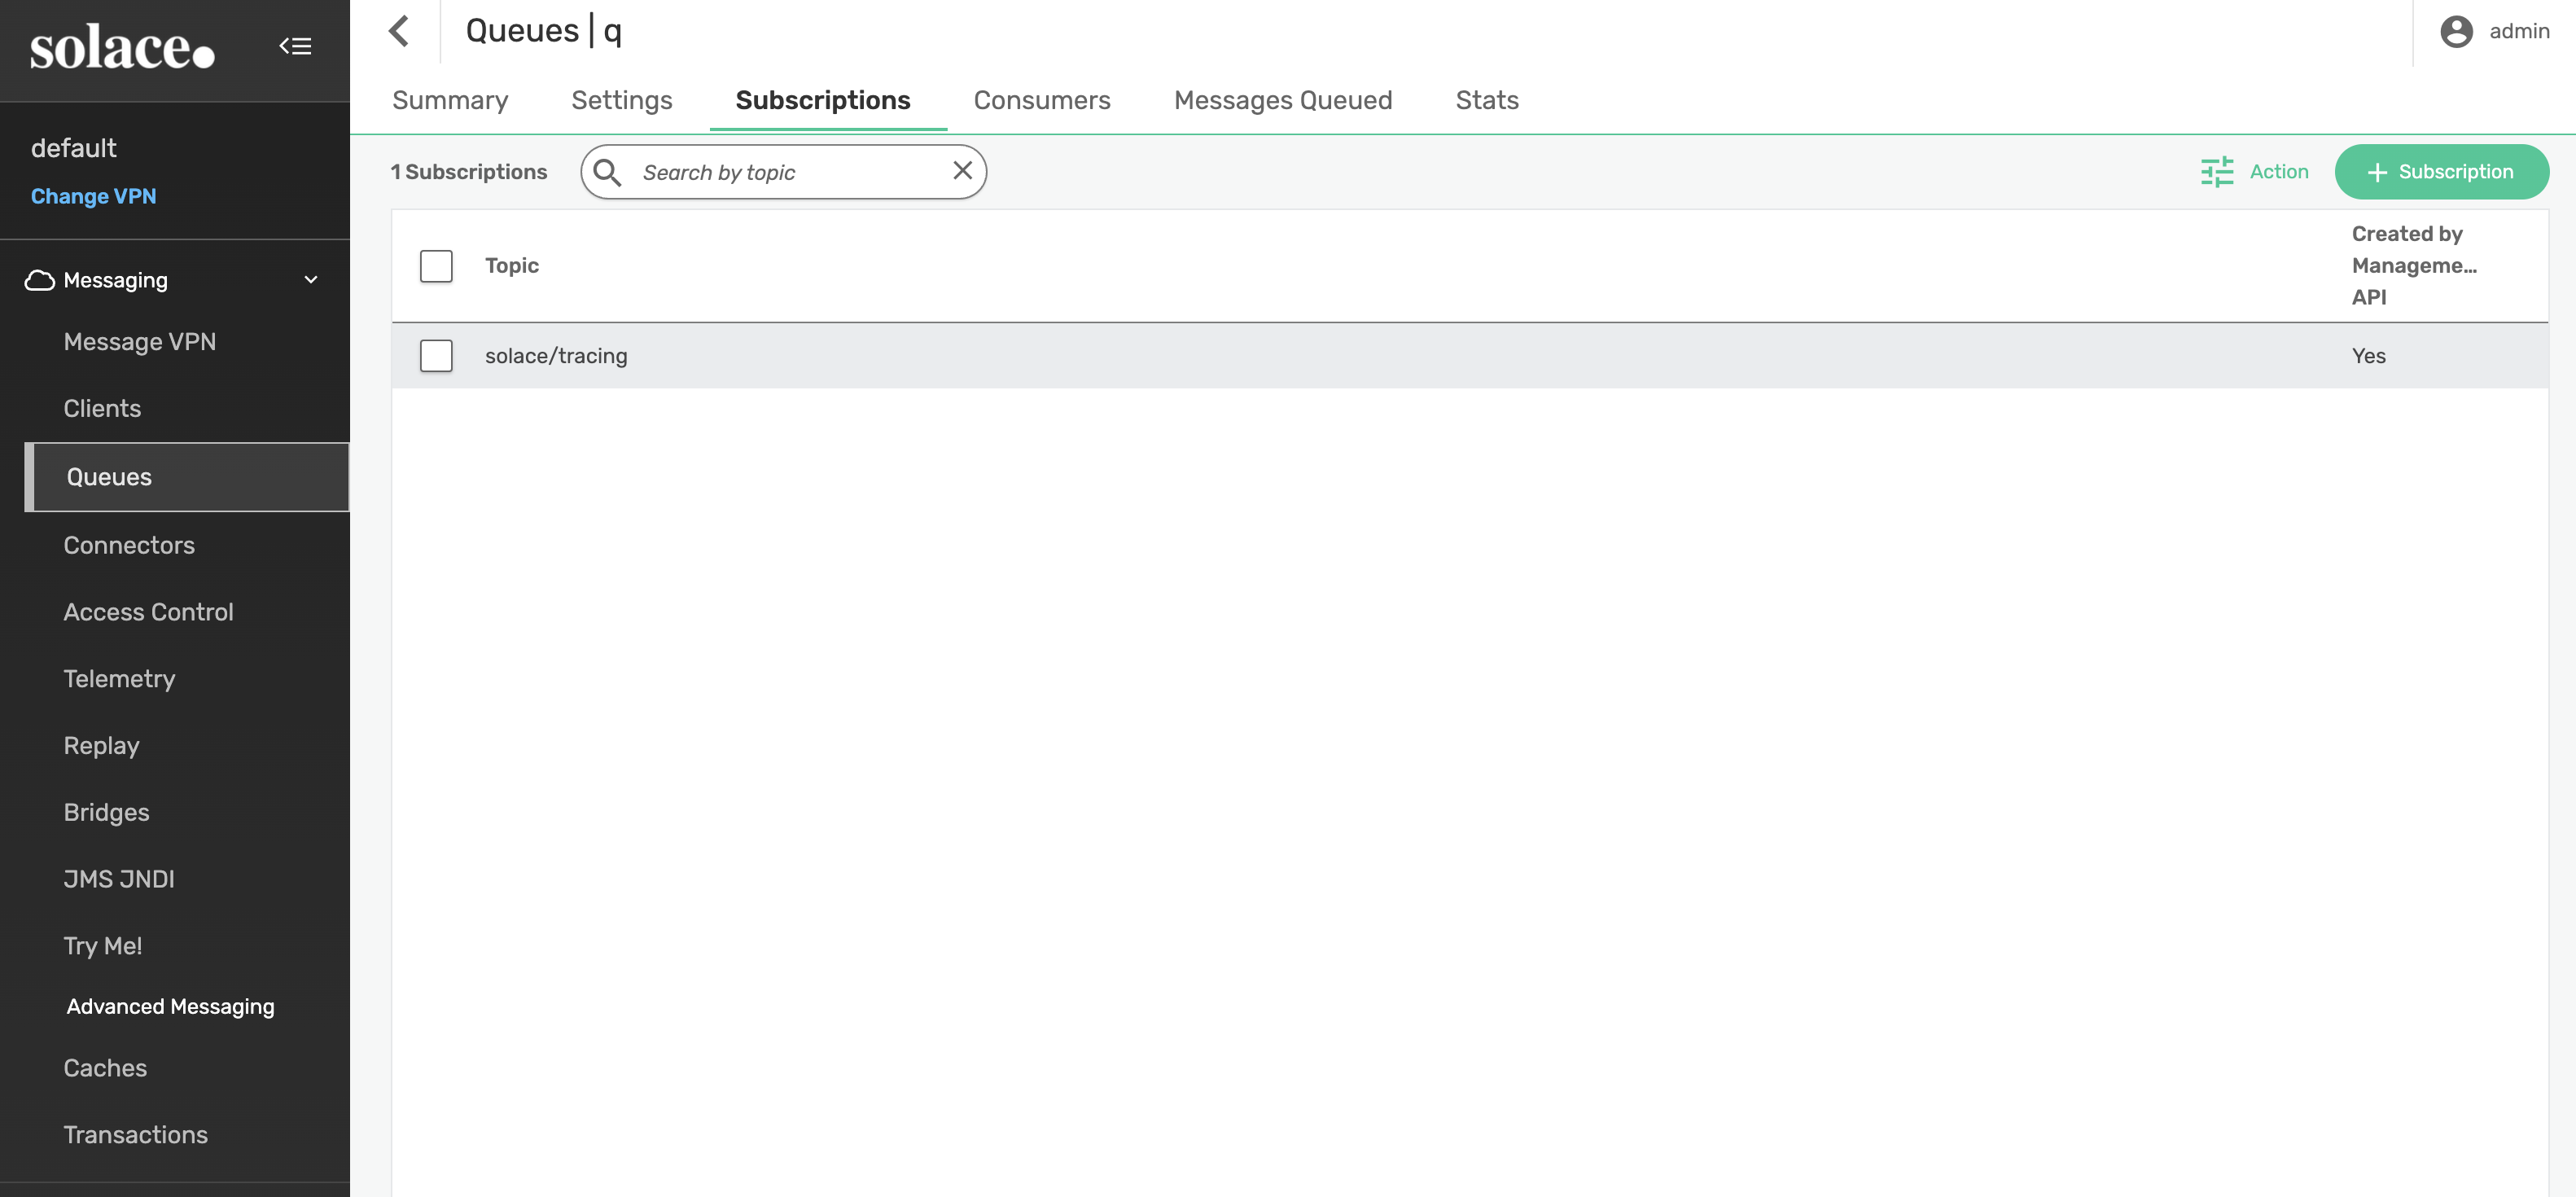 solace
default
Change VPN
Messaging
Message VPN
Clients
Queues
Connectors
Access Control
Telemetry
Replay
Bridges
JMS JNDI
Try Me!
Advanced Messaging
Caches
Transactions
Queues | q
admin
Summary
Settings
Subscriptions
Consumers
Messages Queued
Stats
1 Subscriptions
Search by topic
Action
+ Subscription
Topic
Created by
Manageme...
API
solace/tracing
Yes